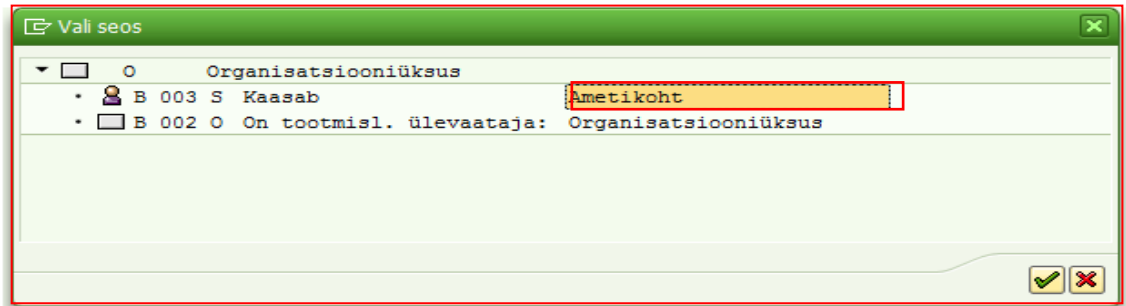 Vali seos
O Organisatsiooniüksus
B 003 S Kaasab Ametikoht
B 002 O On tootmisl. ülevaataja: Organisatsiooniüksus